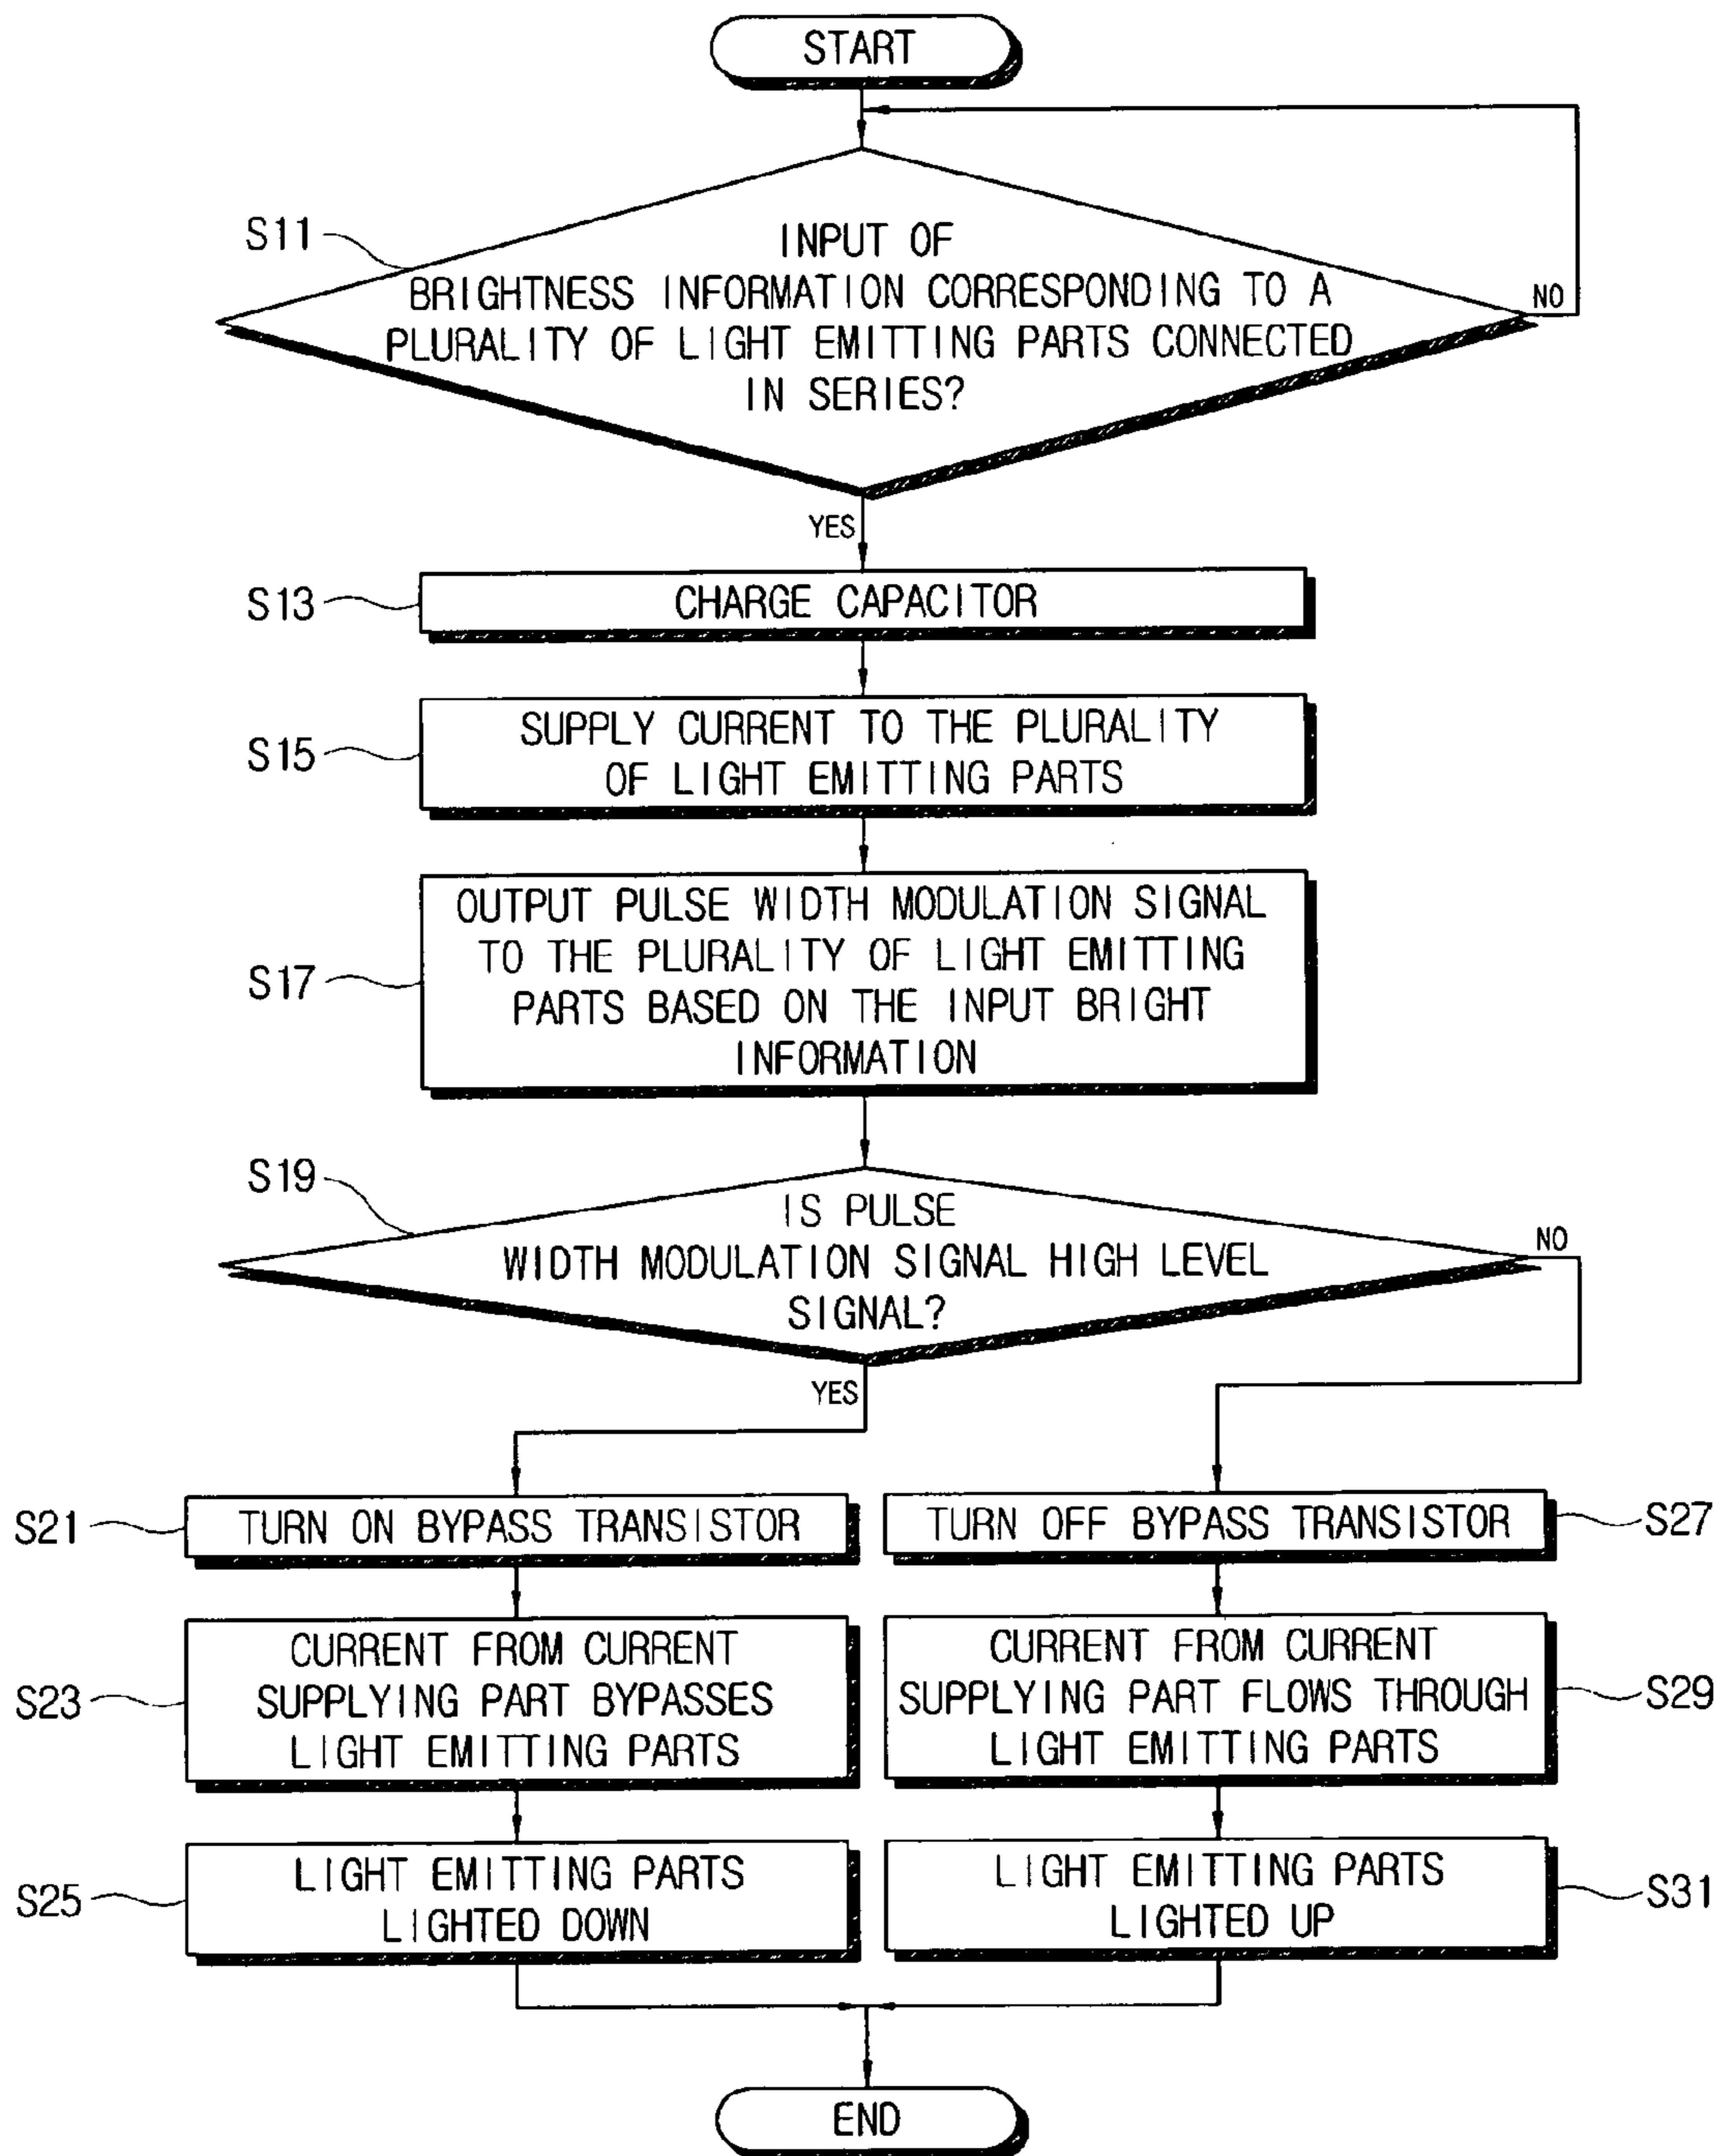 START
S11
INPUT OF
BRIGHTNESS INFORMATION CORRESPONDING TO A
PLURALITY OF LIGHT EMITTING PARTS CONNECTED
IN SERIES?
NO
YES
S13
CHARGE CAPACITOR
S15
SUPPLY CURRENT TO THE PLURALITY
OF LIGHT EMITTING PARTS
S17
OUTPUT PULSE WIDTH MODULATION SIGNAL
TO THE PLURALITY OF LIGHT EMITTING
PARTS BASED ON THE INPUT BRIGHT
INFORMATION
S19
IS PULSE
WIDTH MODULATION SIGNAL HIGH LEVEL
SIGNAL?
NO
YES
S21
TURN ON BYPASS TRANSISTOR
TURN OFF BYPASS TRANSISTOR
S27
S23
CURRENT FROM CURRENT
SUPPLYING PART BYPASSES
LIGHT EMITTING PARTS
CURRENT FROM CURRENT
SUPPLYING PART FLOWS THROUGH
LIGHT EMITTING PARTS
S29
S25
LIGHT EMITTING PARTS
LIGHTED DOWN
LIGHT EMITTING PARTS
LIGHTED UP
S31
END